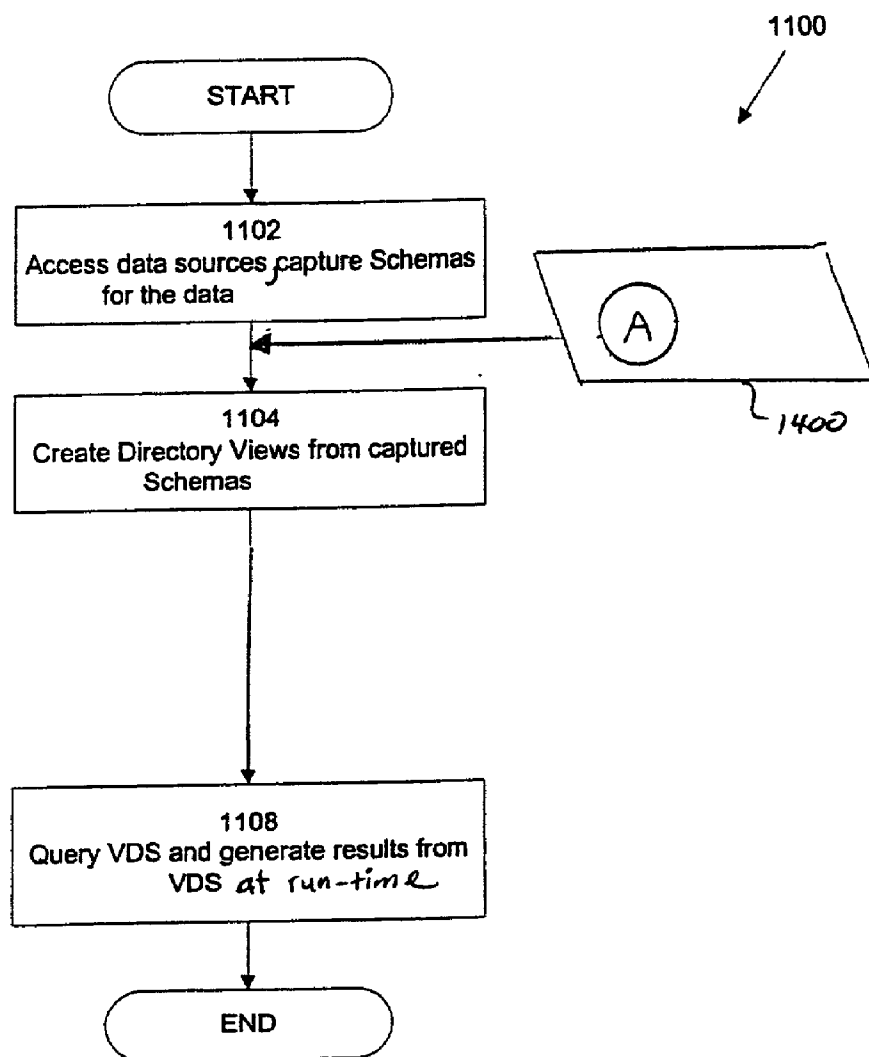 1100
START
1102
Access data sources, capture Schemas
for the data
A
1400
1104
Create Directory Views from captured
Schemas
1108
Query VDS and generate results from
VDS at run-time
END